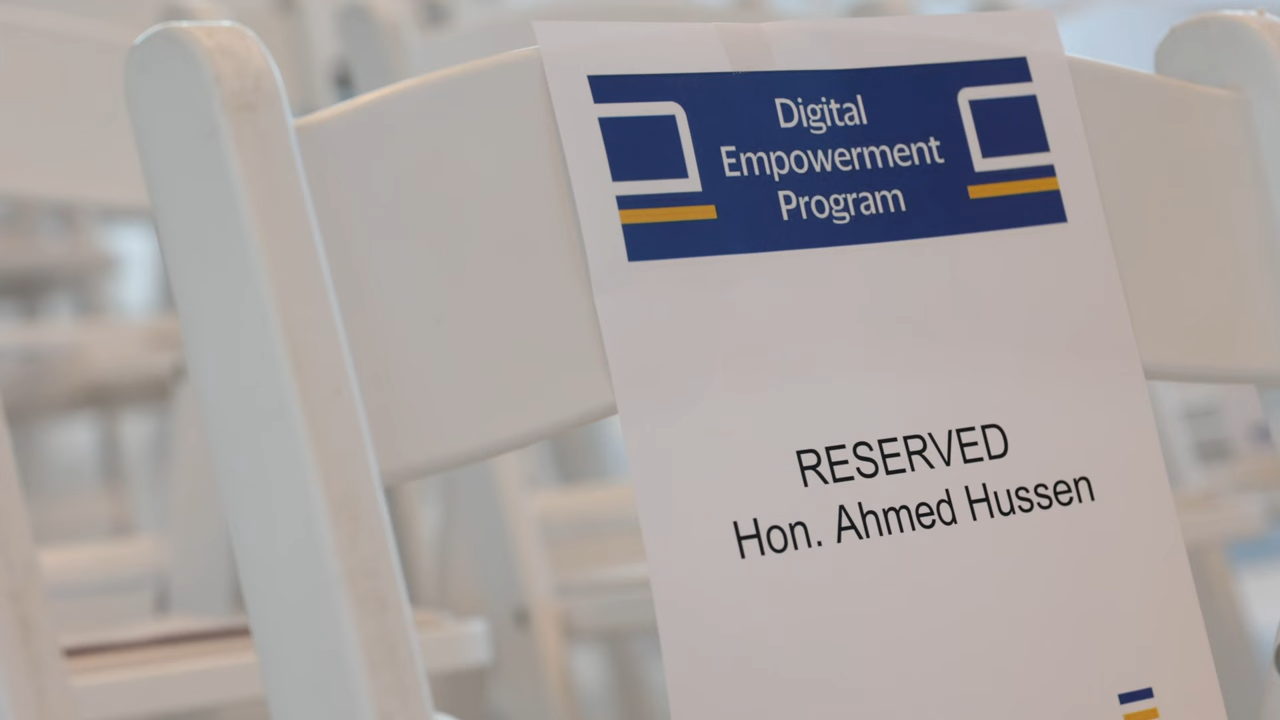 Digital
Empowerment
Program
RESERVED
Hon. Ahmed Hussen